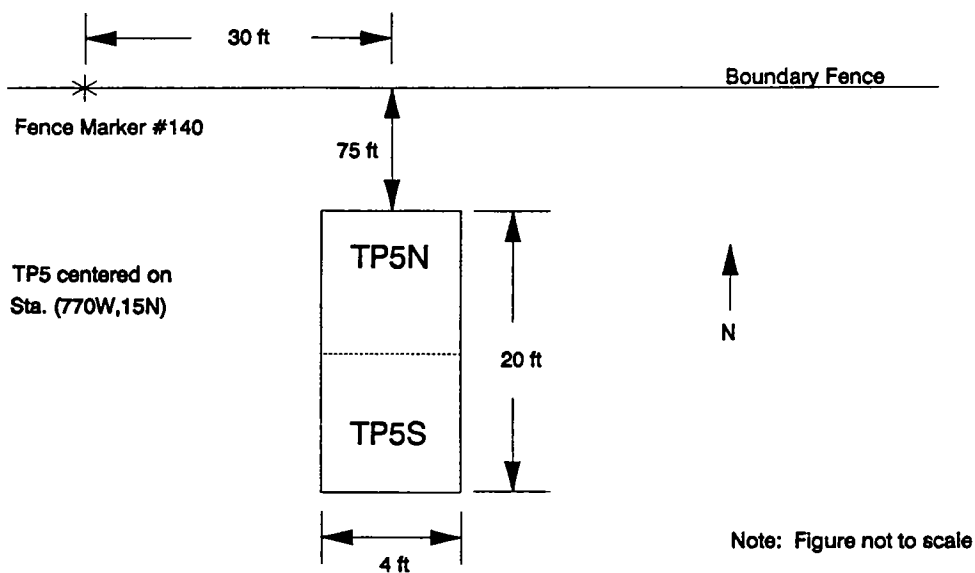 30 ft
Boundary Fence
Fence Marker #140
75 ft
TP5N
TP5 centered on
Sta. (770W,15N)
N
20 ft
TP5S
4 ft
Note: Figure not to scale